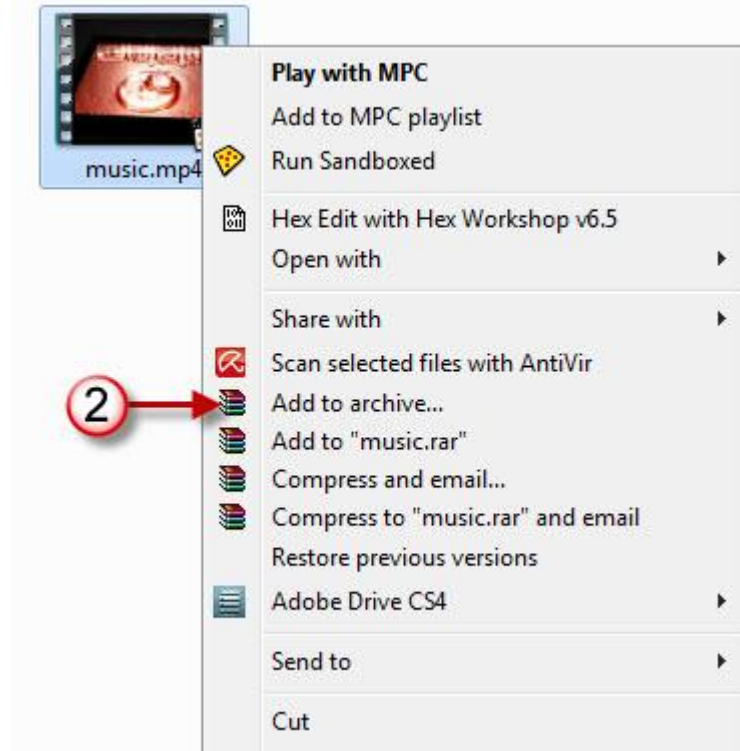 music.mp4
Play with MPC
Add to MPC playlist
Run Sandboxed
Hex Edit with Hex Workshop v6.5
Open with
Share with
Scan selected files with AntiVir
2
Add to archive...
Add to "music.rar"
Compress and email...
Compress to "music.rar" and email
Restore previous versions
Adobe Drive CS4
Send to
Cut